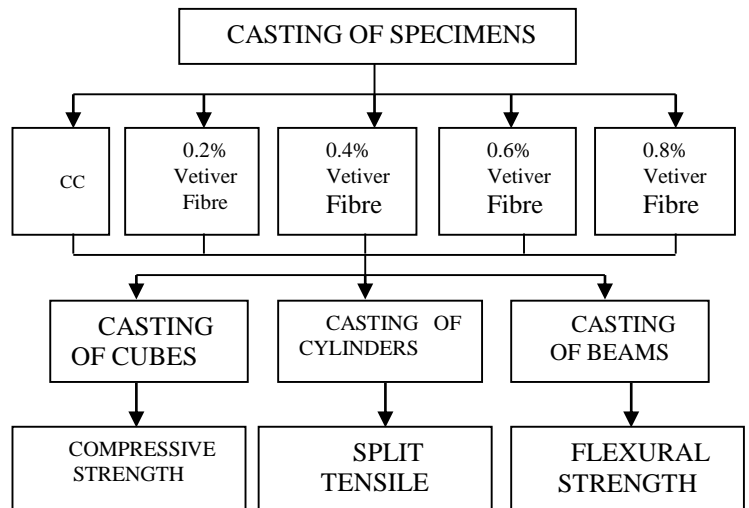 CASTING OF SPECIMENS
CC
0.2%
Vetiver
Fibre
0.4%
Vetiver
Fibre
0.6%
Vetiver
Fibre
0.8%
Vetiver
Fibre
CASTING
OF CUBES
CASTING OF
CYLINDERS
CASTING
OF BEAMS
COMPRESSIVE
STRENGTH
SPLIT
TENSILE
FLEXURAL
STRENGTH